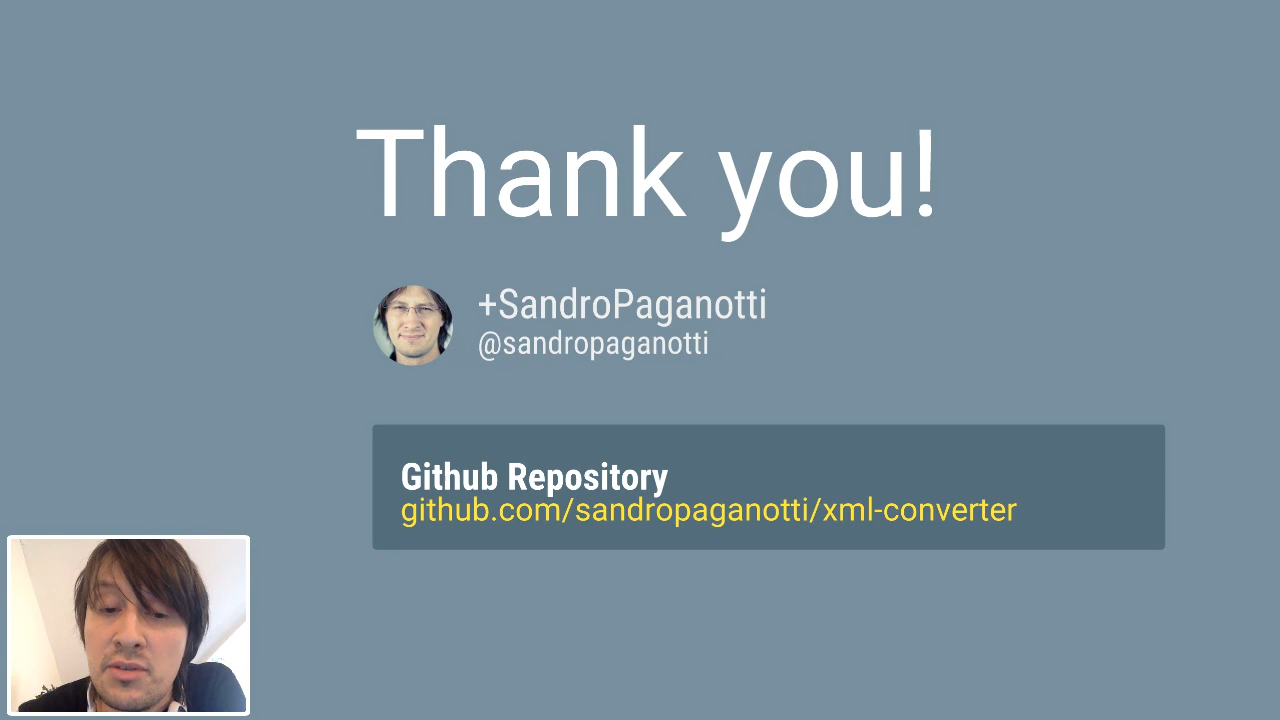 Thank you!
+SandroPaganotti
@sandropaganotti
Github Repository
github.com/sandropaganotti/xml-converter